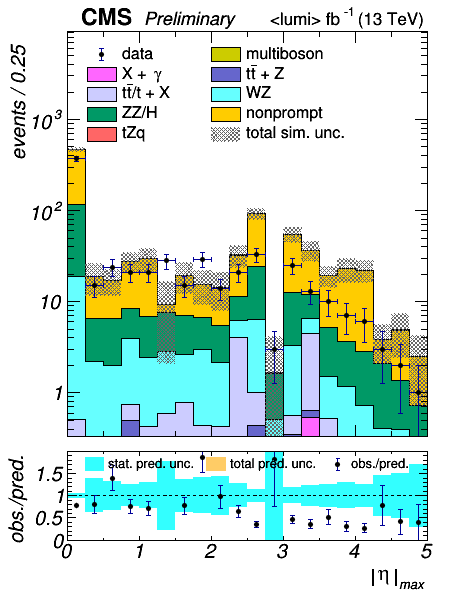 CMS Preliminary <lumi> fb⁻¹ (13 TeV)
events / 0.25
data
multiboson
X + γ
tt̄ + Z
tt̄/t + X
WZ
ZZ/H
nonprompt
tZq
total sim. unc.
10³
10²
10
1
obs./pred.
stat. pred. unc.
total pred. unc.
obs./pred.
1.5
1
0.5
0
0 1 2 3 4 5
|η|max